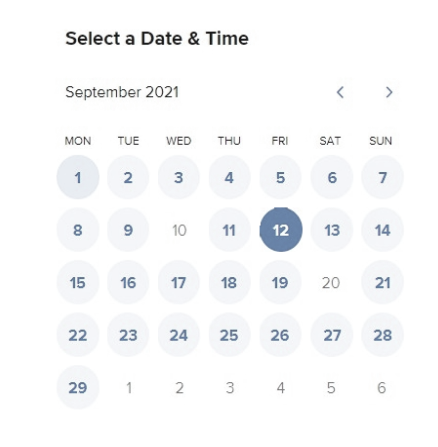 Select a Date & Time
September 2021
MON TUE WED THU FRI SAT SUN
1 2 3 4 5 6 7
8 9 10 11 12 13 14
15 16 17 18 19 20 21
22 23 24 25 26 27 28
29 1 2 3 4 5 6